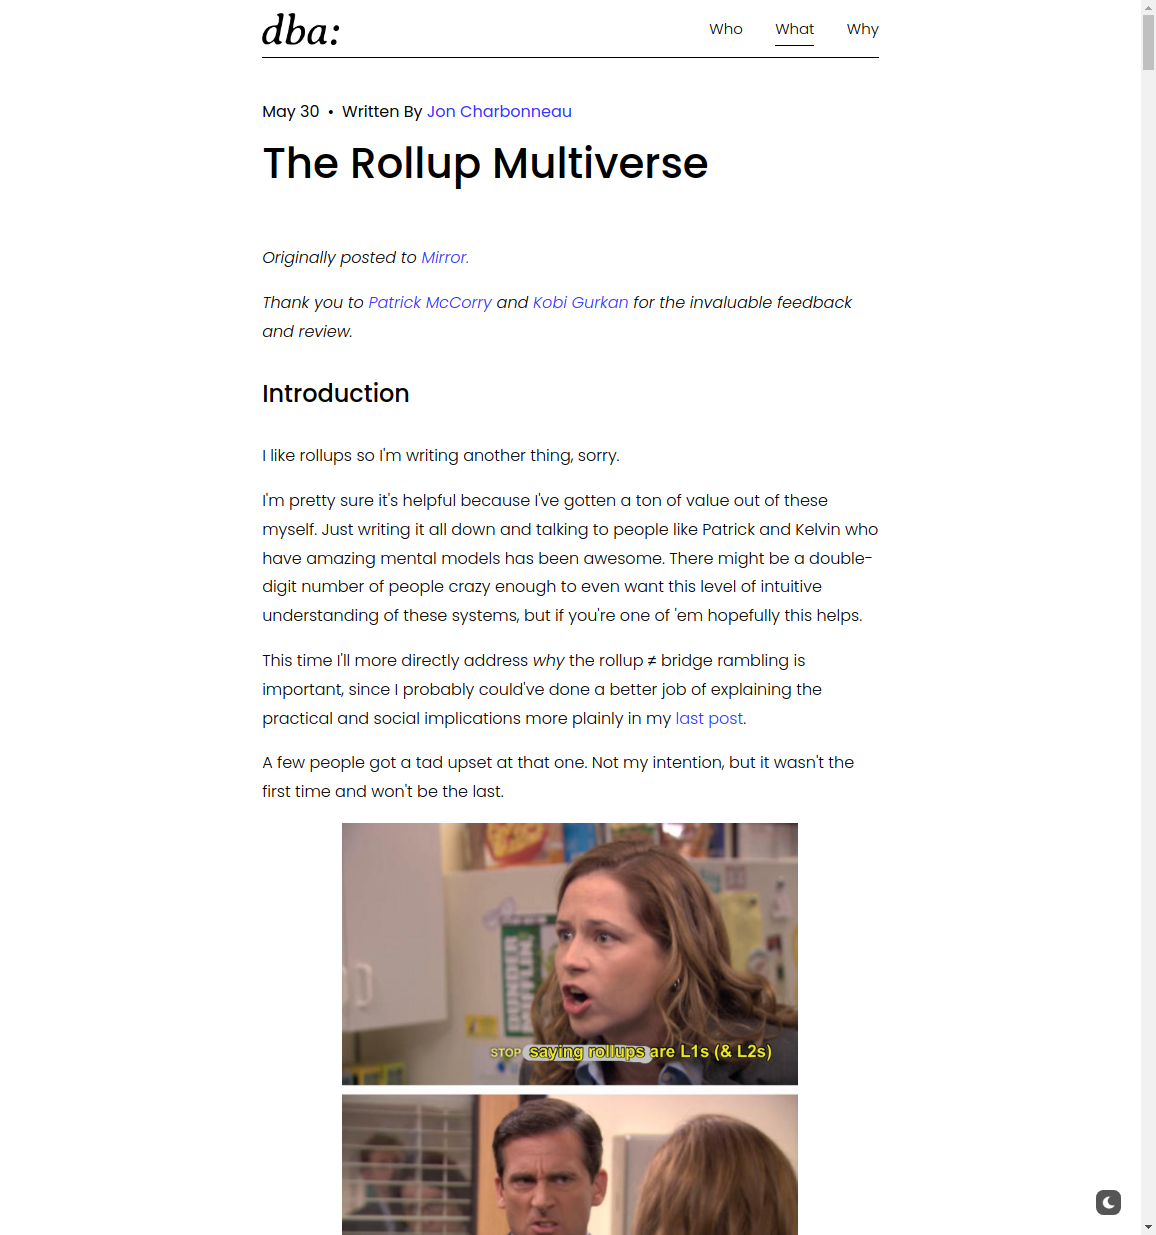 dba:
Who What Why
May 30 • Written By Jon Charbonneau
The Rollup Multiverse
Originally posted to Mirror.
Thank you to Patrick McCorry and Kobi Gurkan for the invaluable feedback
and review.
Introduction
I like rollups so I'm writing another thing, sorry.
I'm pretty sure it's helpful because I've gotten a ton of value out of these
myself. Just writing it all down and talking to people like Patrick and Kelvin who
have amazing mental models has been awesome. There might be a double-
digit number of people crazy enough to even want this level of intuitive
understanding of these systems, but if you're one of 'em hopefully this helps.
This time I'll more directly address why the rollup ≠ bridge rambling is
important, since I probably could've done a better job of explaining the
practical and social implications more plainly in my last post.
A few people got a tad upset at that one. Not my intention, but it wasn't the
first time and won't be the last.
DUNDER
MIFFLIN
STOP saying rollups are L1s (& L2s)